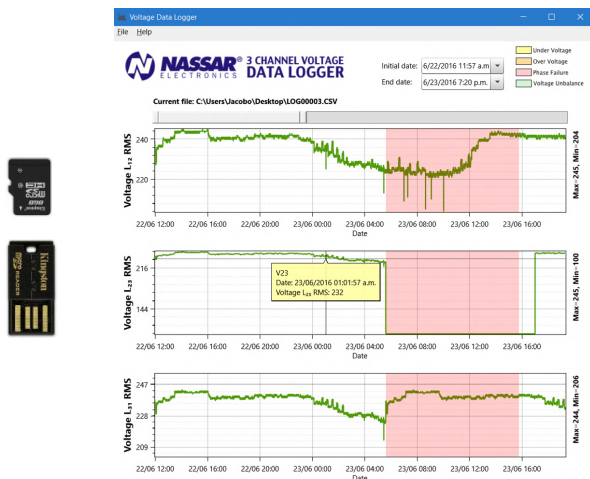 Voltage Data Logger
File Help
NASSAR® 3 CHANNEL VOLTAGE
ELECTRONICS DATA LOGGER
Initial date: 6/22/2016 11:57 a.m
End date: 6/23/2016 7:20 p.m.
Under Voltage
Over Voltage
Phase Failure
Voltage Unbalance
Current file: C:\Users\Jacobo\Desktop\LOG00003.CSV
Voltage L₁₂ RMS
240
220
Max=245, Min=204
22/06 12:00 22/06 16:00 22/06 20:00 23/06 00:00 23/06 04:00 23/06 08:00 23/06 12:00 23/06 16:00
Date
Voltage L₂₃ RMS
216
144
Max=245, Min=100
V23
Date: 23/06/2016 01:01:57 a.m.
Voltage L₂₃ RMS: 232
22/06 12:00 22/06 16:00 22/06 20:00 23/06 00:00 23/06 04:00 23/06 08:00 23/06 12:00 23/06 16:00
Date
Voltage L₃₁ RMS
247
228
209
Max=244, Min=206
22/06 12:00 22/06 16:00 22/06 20:00 23/06 00:00 23/06 04:00 23/06 08:00 23/06 12:00 23/06 16:00
Date
Kingston
8GB
Kingston
READER